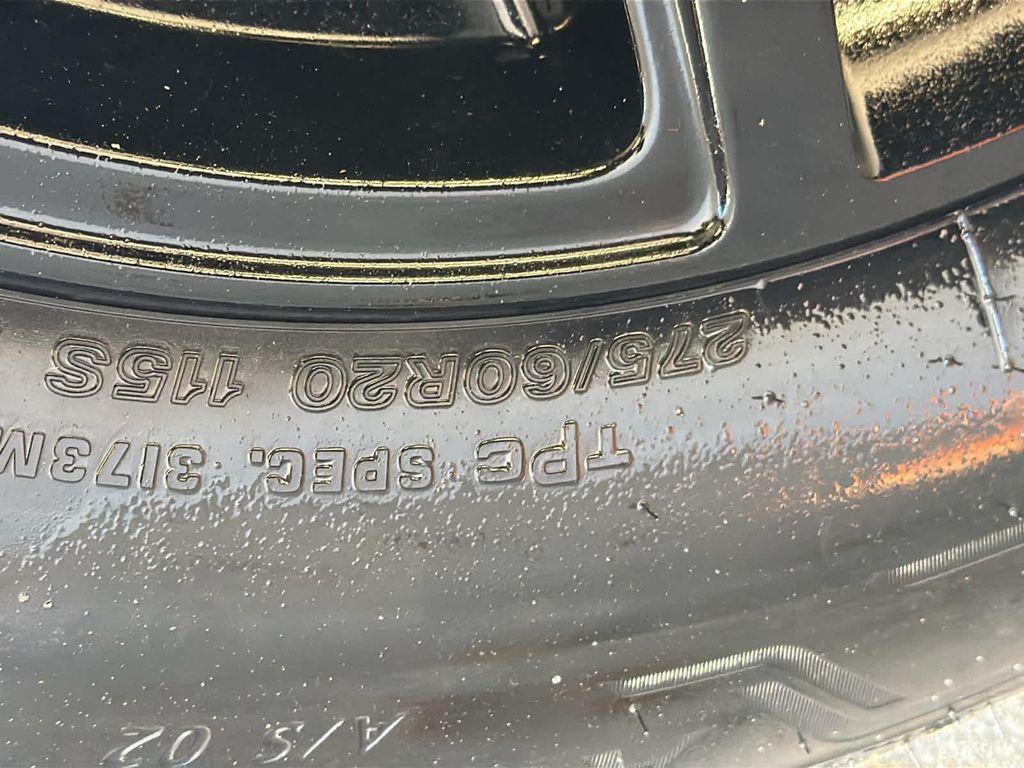 275/60R20 115S
TPC SPEC. 3173M
A/S 02